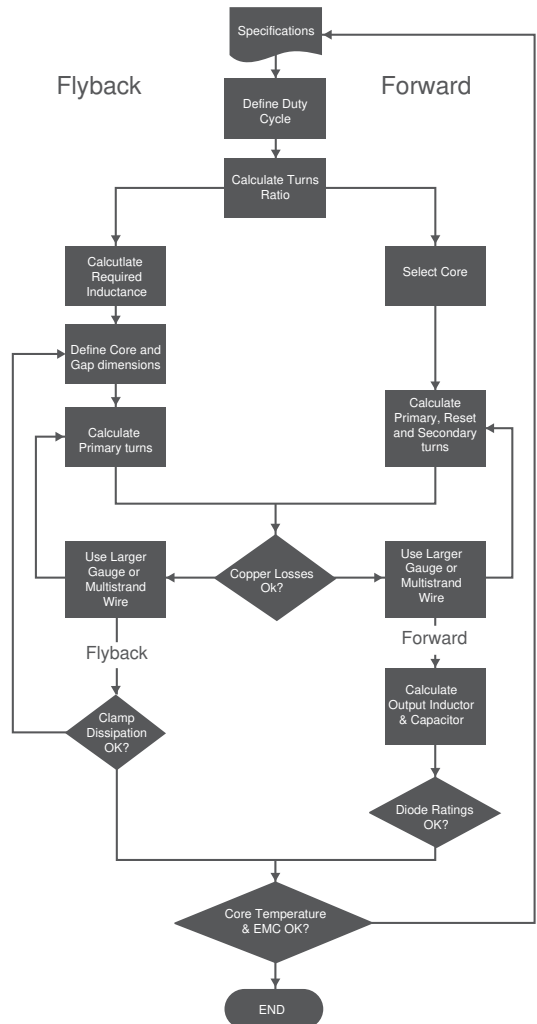 Specifications
Flyback
Forward
Define Duty
Cycle
Calculate Turns
Ratio
Calcutlate
Required
Inductance
Select Core
Define Core and
Gap dimensions
Calculate
Primary turns
Calculate
Primary, Reset
and Secondary
turns
Use Larger
Gauge or
Multistrand
Wire
Copper Losses
Ok?
Use Larger
Gauge or
Multistrand
Wire
Flyback
Forward
Clamp
Dissipation
OK?
Calculate
Output Inductor
& Capacitor
Diode Ratings
OK?
Core Temperature
& EMC OK?
END